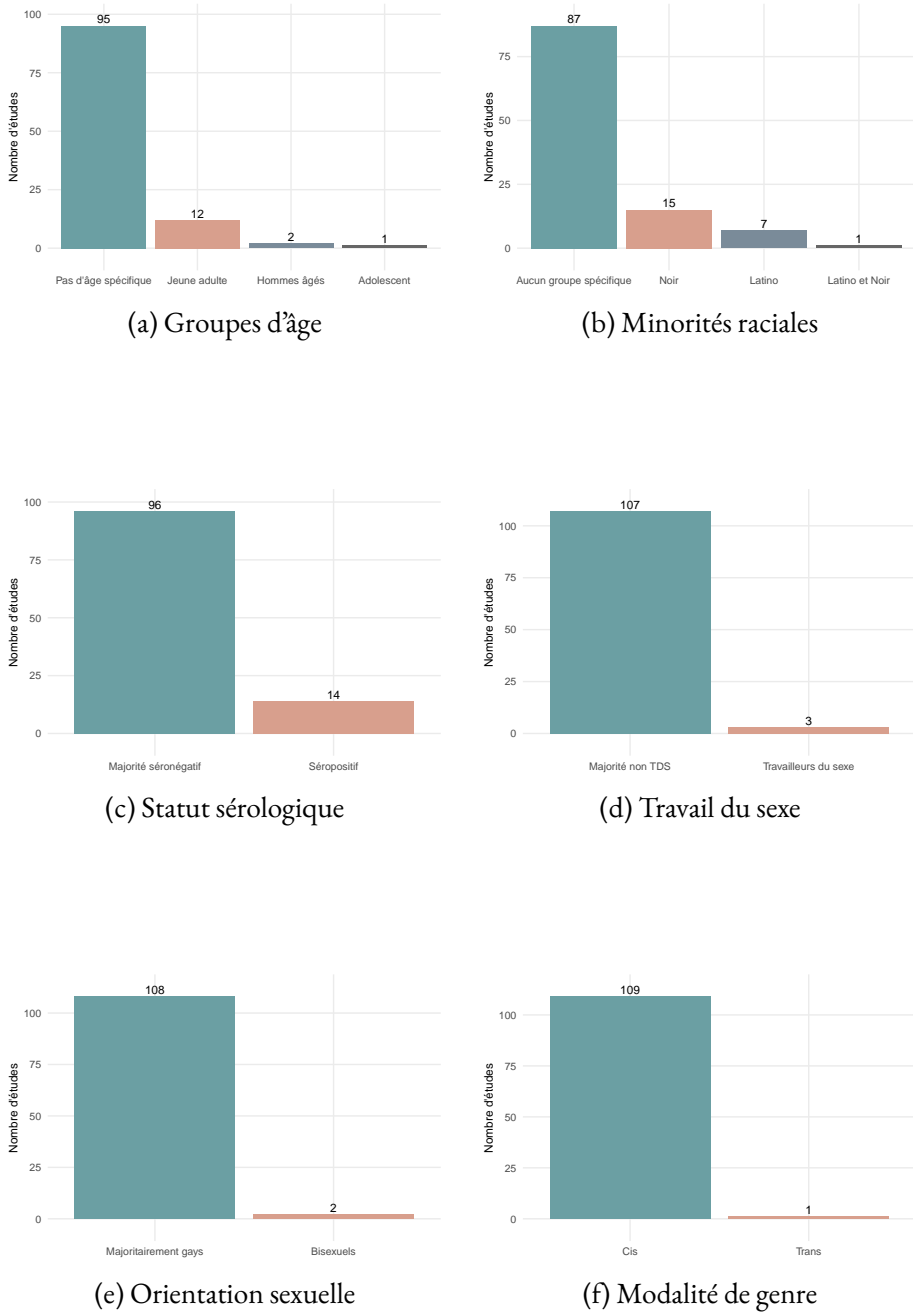 100
95
75
50
25
0
12
2
1
Nombre d'études
Pas d'âge spécifique Jeune adulte Hommes âgés Adolescent
(a) Groupes d'âge
87
75
50
25
0
15
7
1
Nombre d'études
Aucun groupe spécifique Noir Latino Latino et Noir
(b) Minorités raciales
100
96
75
50
25
0
14
Nombre d'études
Majorité séronégatif Séropositif
(c) Statut sérologique
107
100
75
50
25
0
3
Nombre d'études
Majorité non TDS Travailleurs du sexe
(d) Travail du sexe
108
100
75
50
25
0
2
Nombre d'études
Majoritairement gays Bisexuels
(e) Orientation sexuelle
109
100
75
50
25
0
1
Nombre d'études
Cis Trans
(f) Modalité de genre